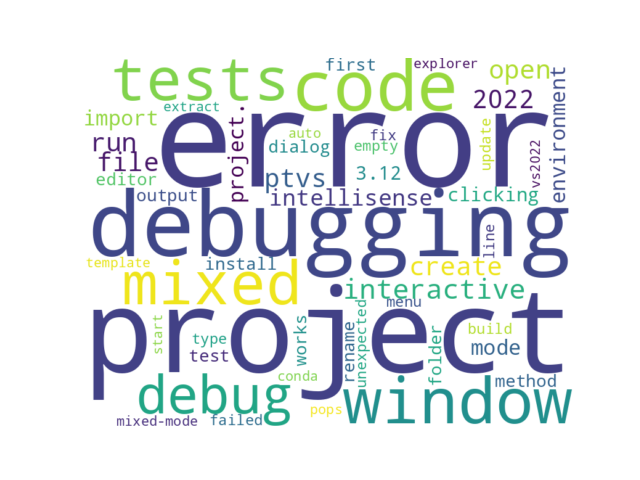 first
explorer
tests
code
open
extract
2022
import
error
auto
fix
run
project.
dialog
empty
update
environment
file
3.12
vs2022
editor
ptvs
output
intellisense
clicking
debugging
line
template
install
mixed
create
interactive
menu
project
start
type
works
rename
unexpected
folder
build
test
mode
conda
debug
method
pops
window
mixed-mode
failed